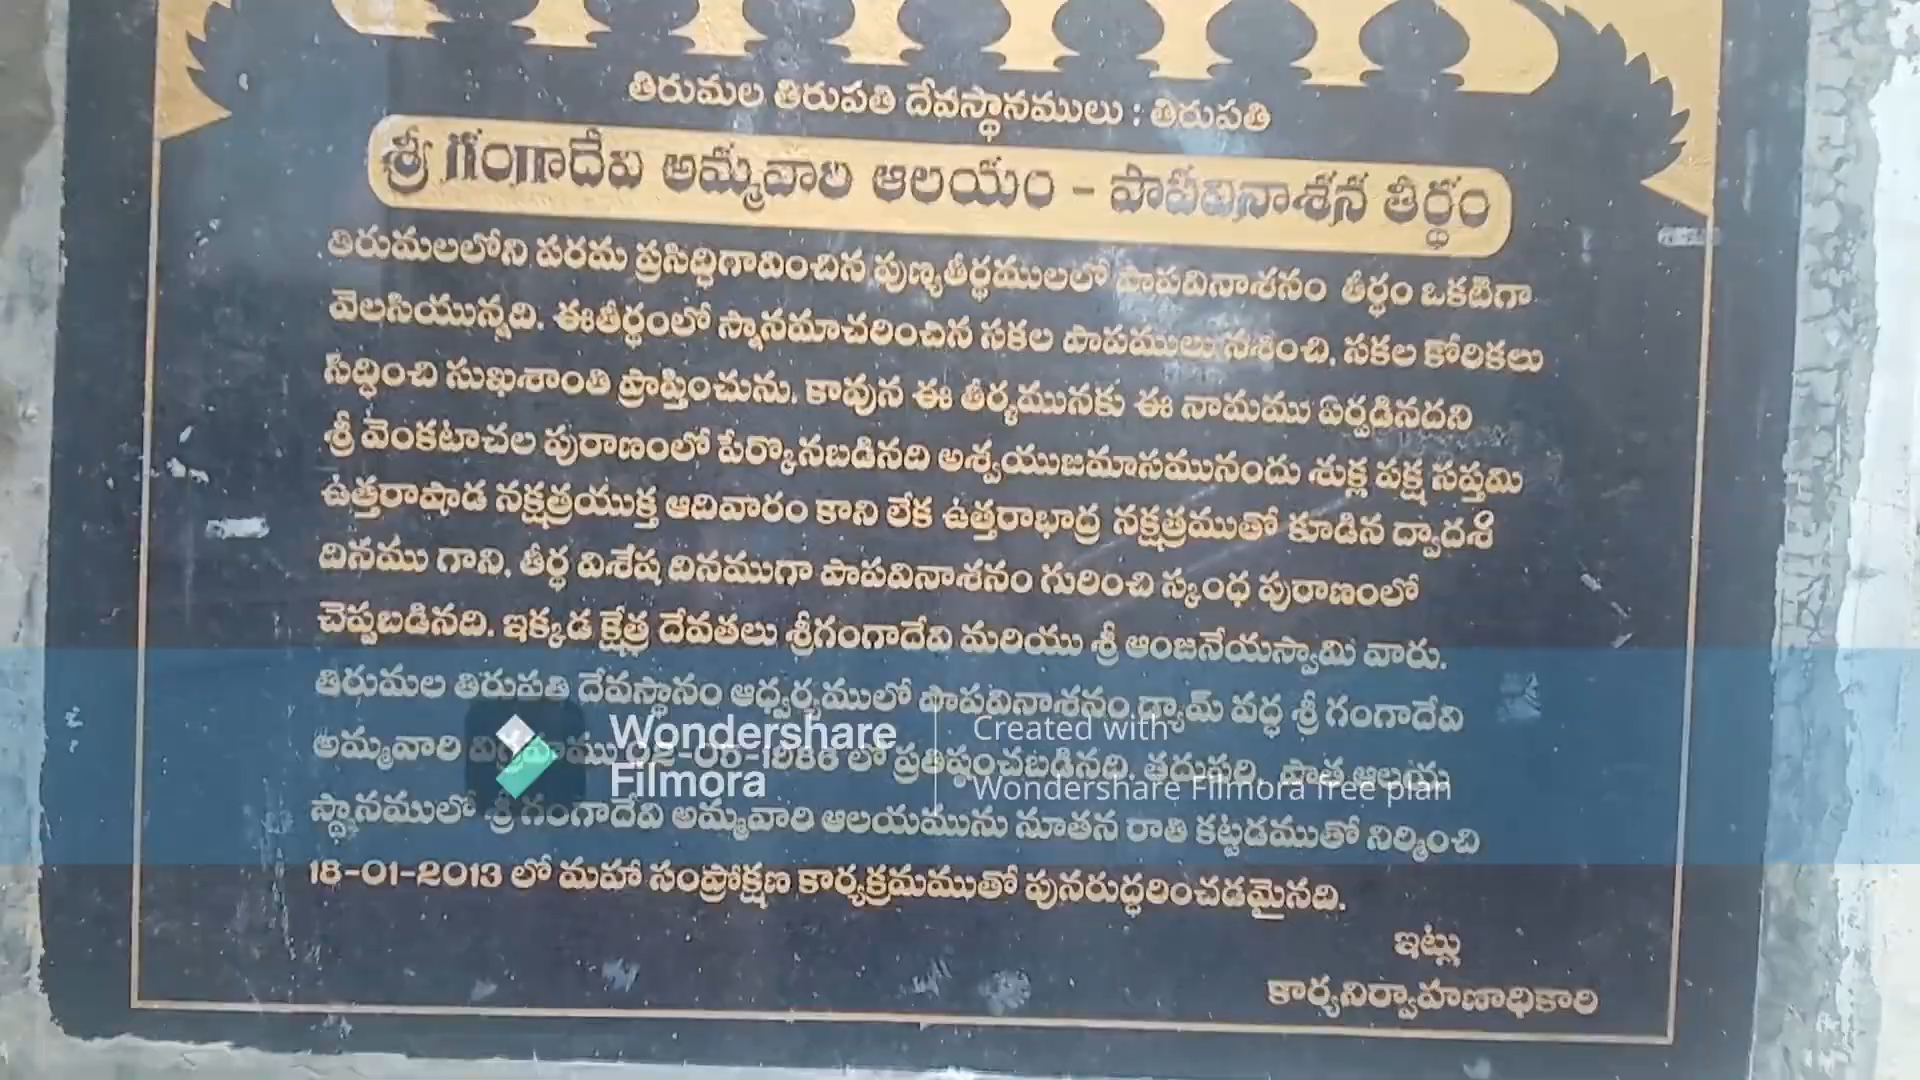 తిరుమల తిరుపతి దేవస్థానములు : తిరుపతి
శ్రీ గంగాదేవి అమ్మవారి ఆలయం - పాపవినాశన తీర్థం
తిరుమలలోని పరమ ప్రసిద్ధిగావించిన పుణ్యతీర్థములలో పాపవినాశనం తీర్థం ఒకటిగా
వెలసియున్నది. ఈతీర్థంలో స్నానమాచరించిన సకల పాపములు నశించి, సకల కోరికలు
సిద్ధించి సుఖశాంతి ప్రాప్తించును. కావున ఈ తీర్థమునకు ఈ నామము ఏర్పడినదని
శ్రీ వెంకటాచల పురాణంలో పేర్కొనబడినది అశ్వయుజమాసమునందు శుక్ల పక్ష సప్తమి
ఉత్తరాషాడ నక్షత్రయుక్త ఆదివారం కాని లేక ఉత్తరాభాద్ర నక్షత్రముతో కూడిన ద్వాదశి
దినము గాని, తీర్థ విశేష దినముగా పాపవినాశనం గురించి స్కంధ పురాణంలో
చెప్పబడినది. ఇక్కడ క్షేత్ర దేవతలు శ్రీగంగాదేవి మరియు శ్రీ ఆంజనేయస్వామి వారు.
తిరుమల తిరుపతి దేవస్థానం ఆధ్వర్యములో పాపవినాశనం డ్యామ్ వద్ద శ్రీ గంగాదేవి
అమ్మవారి లో ప్రతిష్ఠించబడినది. తదుపరి, పాత ఆలయ
స్థానములో శ్రీ గంగాదేవి అమ్మవారి ఆలయమును నూతన రాతి కట్టడముతో నిర్మించి
18-01-2013 లో మహా సంప్రోక్షణ కార్యక్రమముతో పునరుద్ధరించడమైనది.
ఇట్లు
కార్యనిర్వాహణాధికారి
Wondershare
Filmora
Created with
Wondershare Filmora free plan